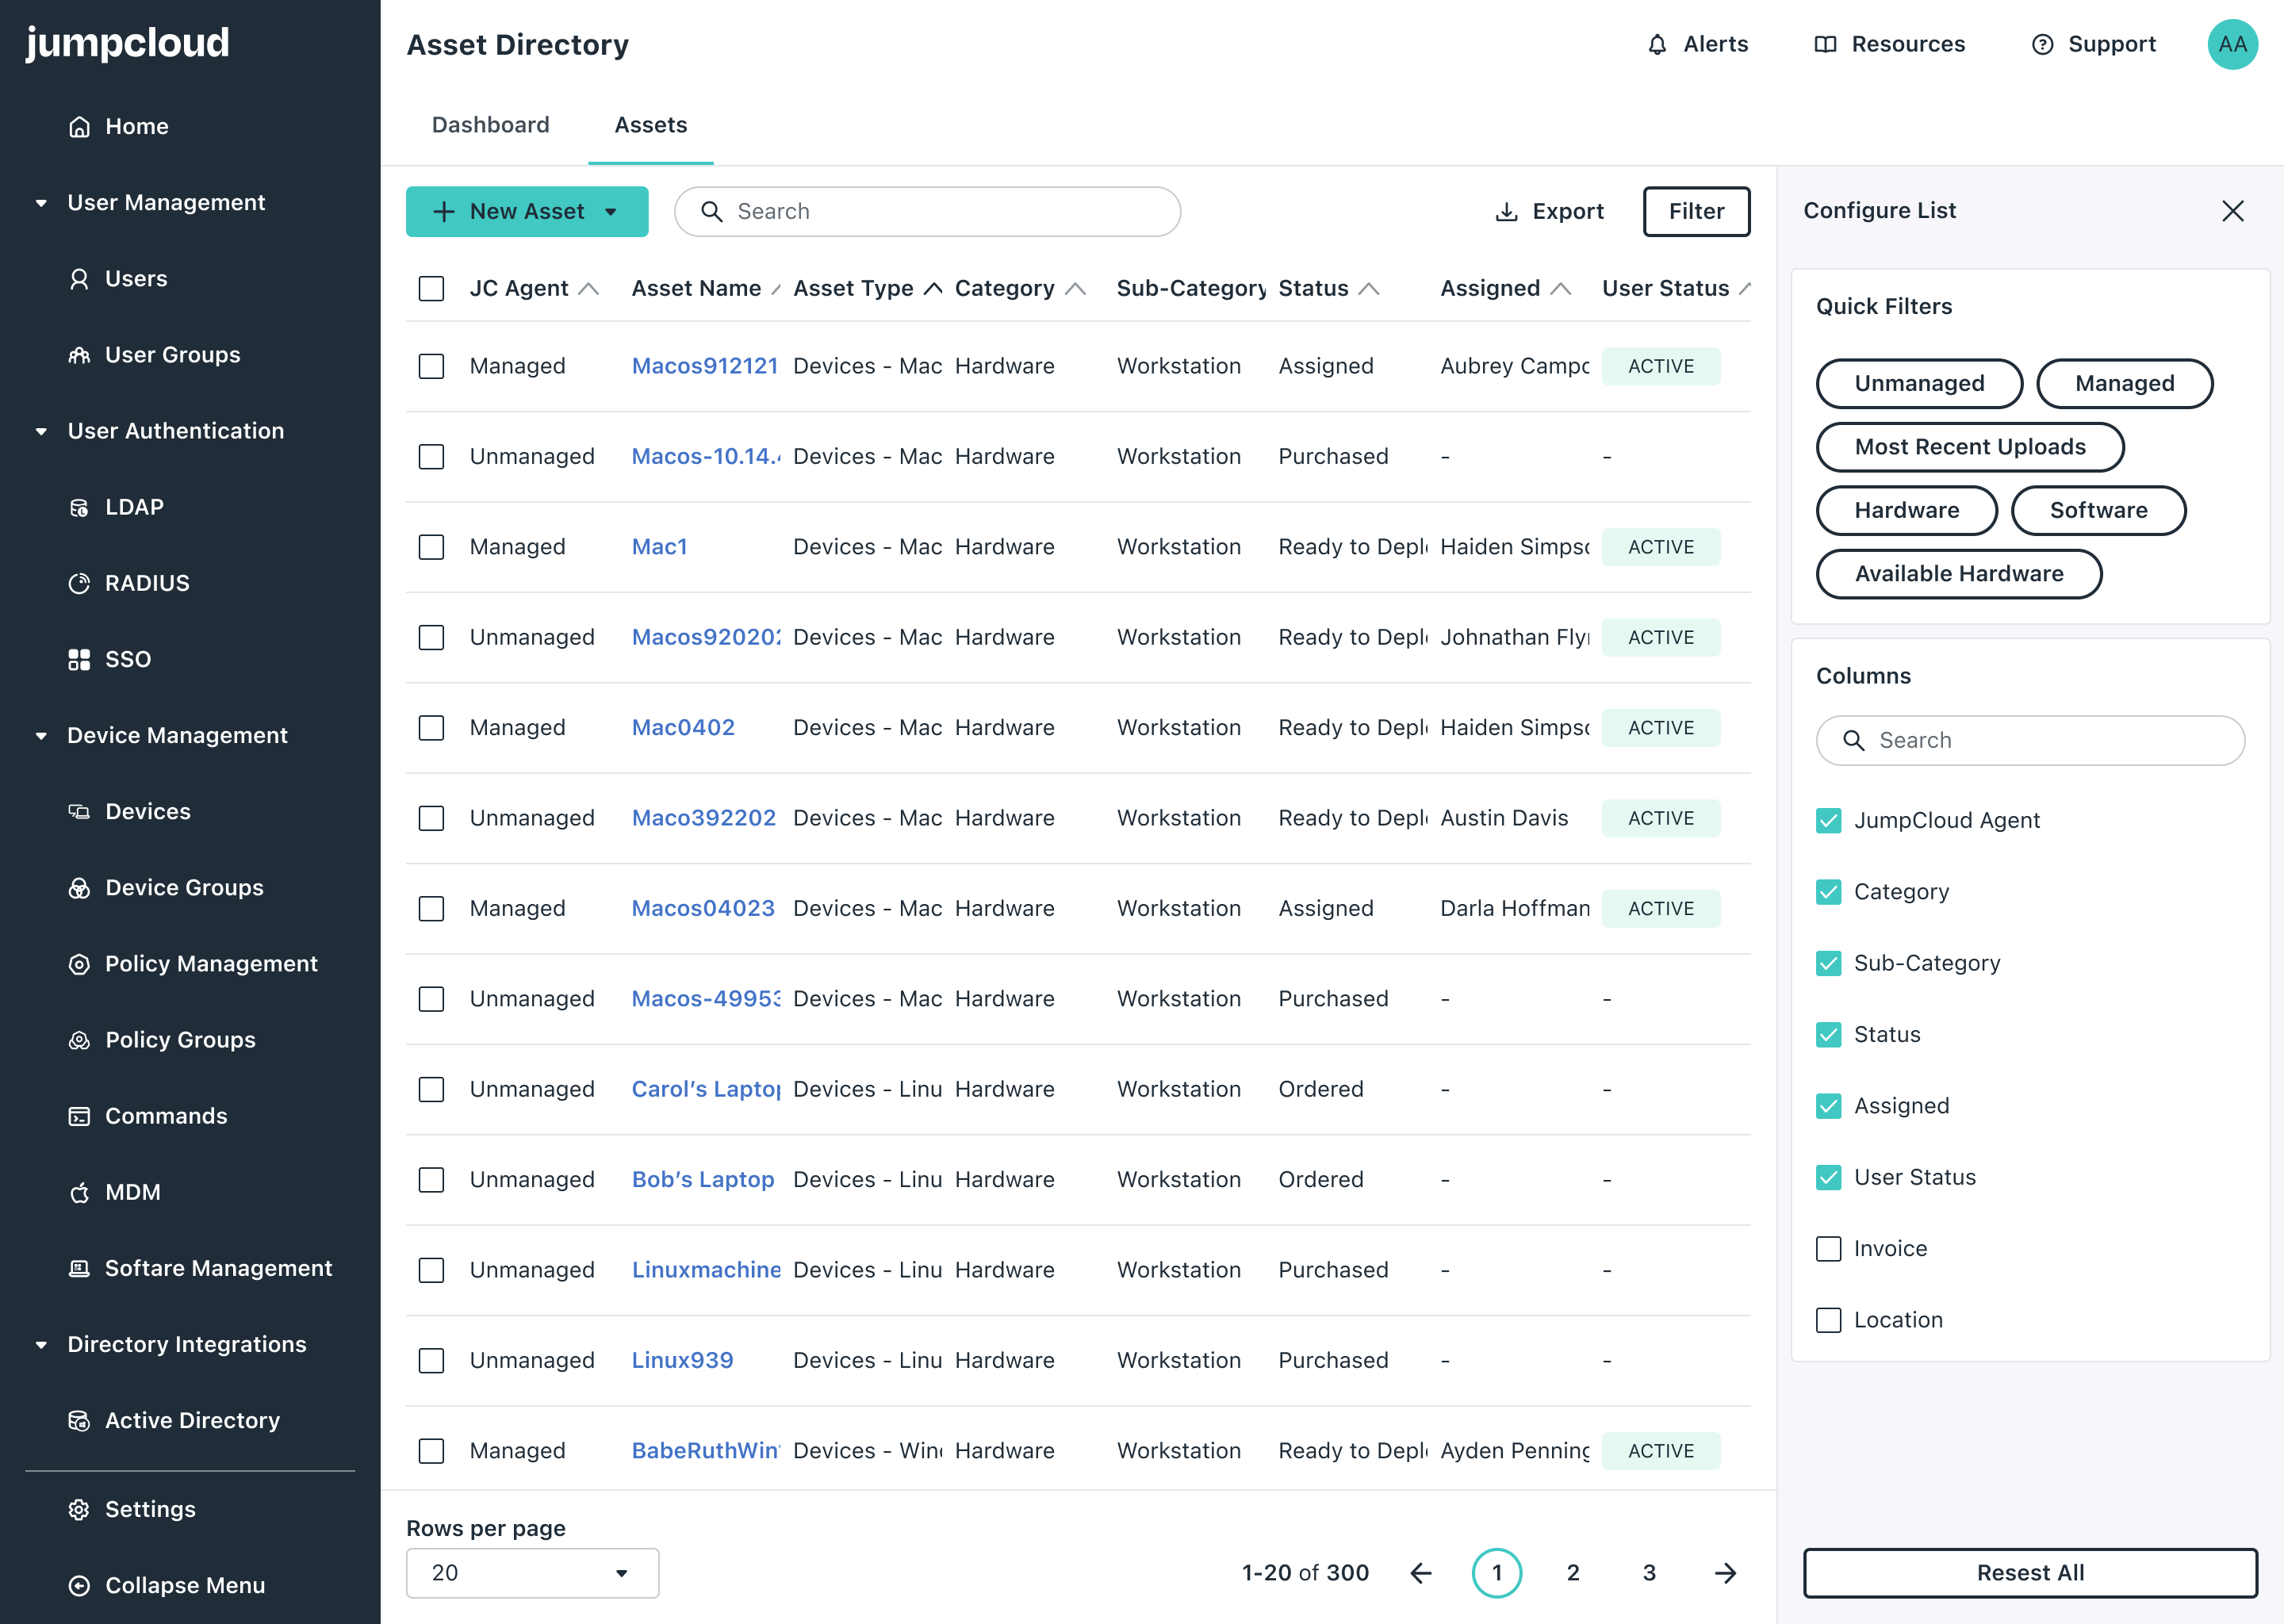 jumpcloud
Home
User Management
Users
User Groups
User Authentication
LDAP
RADIUS
SSO
Device Management
Devices
Device Groups
Policy Management
Policy Groups
Commands
MDM
Softare Management
Directory Integrations
Active Directory
Settings
Collapse Menu
Asset Directory
Alerts Resources Support AA
Dashboard Assets
New Asset Search Export Filter
JC Agent Asset Name Asset Type Category Sub-Category Status Assigned User Status
Managed Macos912121 Devices - Mac Hardware Workstation Assigned Aubrey Campo ACTIVE
Unmanaged Macos-10.14. Devices - Mac Hardware Workstation Purchased - -
Managed Mac1 Devices - Mac Hardware Workstation Ready to Depl Haiden Simpso ACTIVE
Unmanaged Macos920202 Devices - Mac Hardware Workstation Ready to Depl Johnathan Fly ACTIVE
Managed Mac0402 Devices - Mac Hardware Workstation Ready to Depl Haiden Simpso ACTIVE
Unmanaged Maco392202 Devices - Mac Hardware Workstation Ready to Depl Austin Davis ACTIVE
Managed Macos04023 Devices - Mac Hardware Workstation Assigned Darla Hoffman ACTIVE
Unmanaged Macos-49953 Devices - Mac Hardware Workstation Purchased - -
Unmanaged Carol’s Laptop Devices - Linu Hardware Workstation Ordered - -
Unmanaged Bob’s Laptop Devices - Linu Hardware Workstation Ordered - -
Unmanaged Linuxmachine Devices - Linu Hardware Workstation Purchased - -
Unmanaged Linux939 Devices - Linu Hardware Workstation Purchased - -
Managed BabeRuthWin Devices - Win Hardware Workstation Ready to Depl Ayden Penning ACTIVE
Rows per page
20
1-20 of 300 1 2 3
Configure List
Quick Filters
Unmanaged Managed
Most Recent Uploads
Hardware Software
Available Hardware
Columns
Search
JumpCloud Agent
Category
Sub-Category
Status
Assigned
User Status
Invoice
Location
Resest All